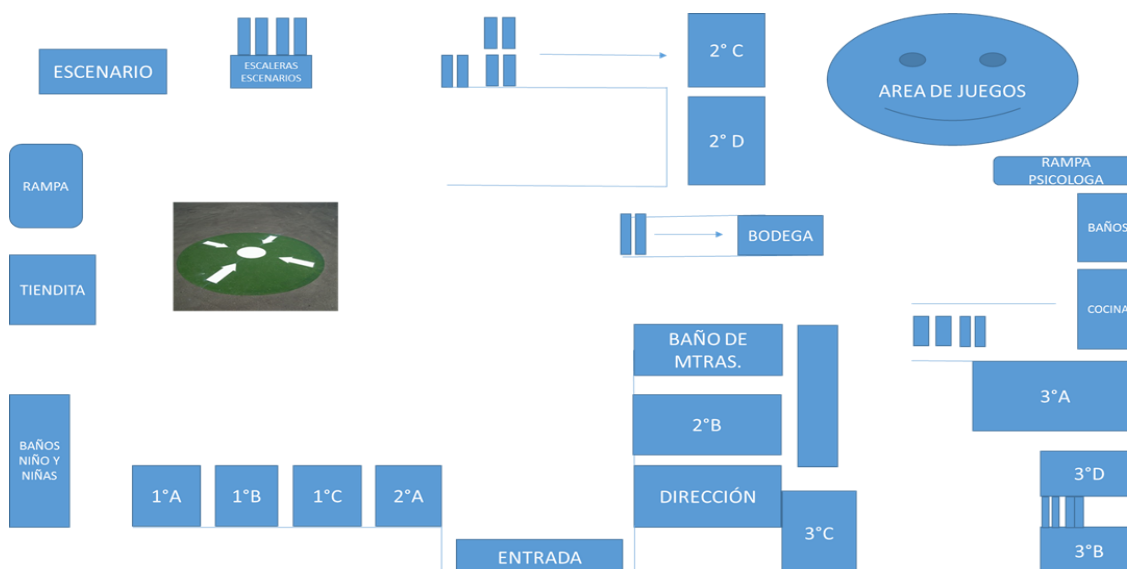 ESCENARIO
ESCALERAS
ESCENARIOS
2° C
AREA DE JUEGOS
2° D
RAMPA
PSICOLOGA
RAMPA
BAÑOS
BODEGA
TIENDITA
COCINA
BAÑO DE
MTRAS.
3°A
2°B
BAÑOS
NIÑO Y
NIÑAS
3°D
1°A
1°B
1°C
2°A
DIRECCIÓN
3°C
ENTRADA
3°B